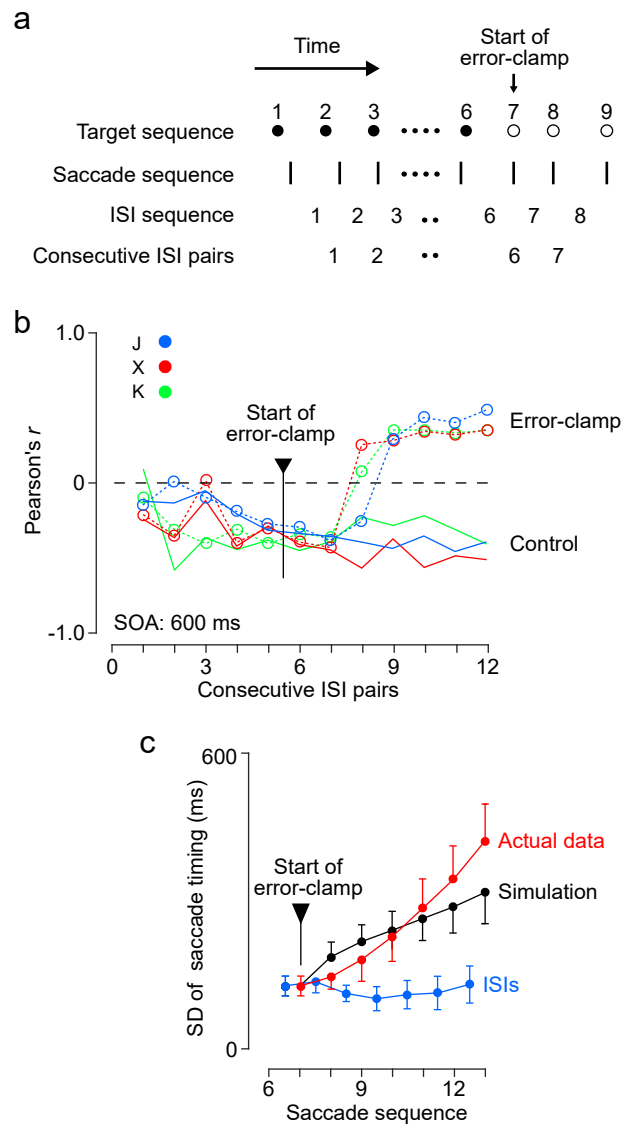 a
Time
Start of
error-clamp
1 2 3 6 7 8 9
Target sequence
Saccade sequence
ISI sequence 1 2 3 6 7 8
Consecutive ISI pairs 1 2 6 7
b
1.0
J
X
K
Start of
error-clamp
Error-clamp
0
Pearson's r
Control
-1.0
SOA: 600 ms
0 3 6 9 12
Consecutive ISI pairs
c
600
Actual data
Start of
error-clamp
Simulation
SD of saccade timing (ms)
ISIs
0
6 9 12
Saccade sequence